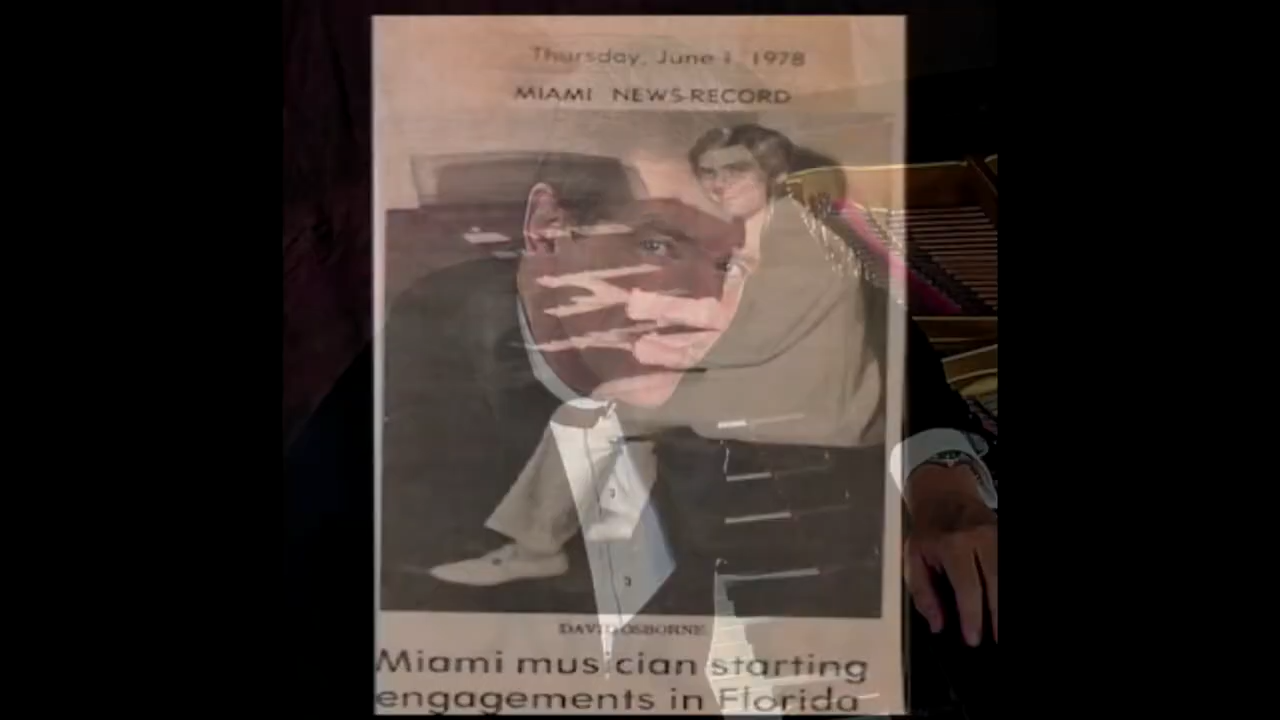 Thursday, June 1 1978
MIAMI NEWS-RECORD
DAVID OSBORNE
Miami musician starting
engagements in Florida